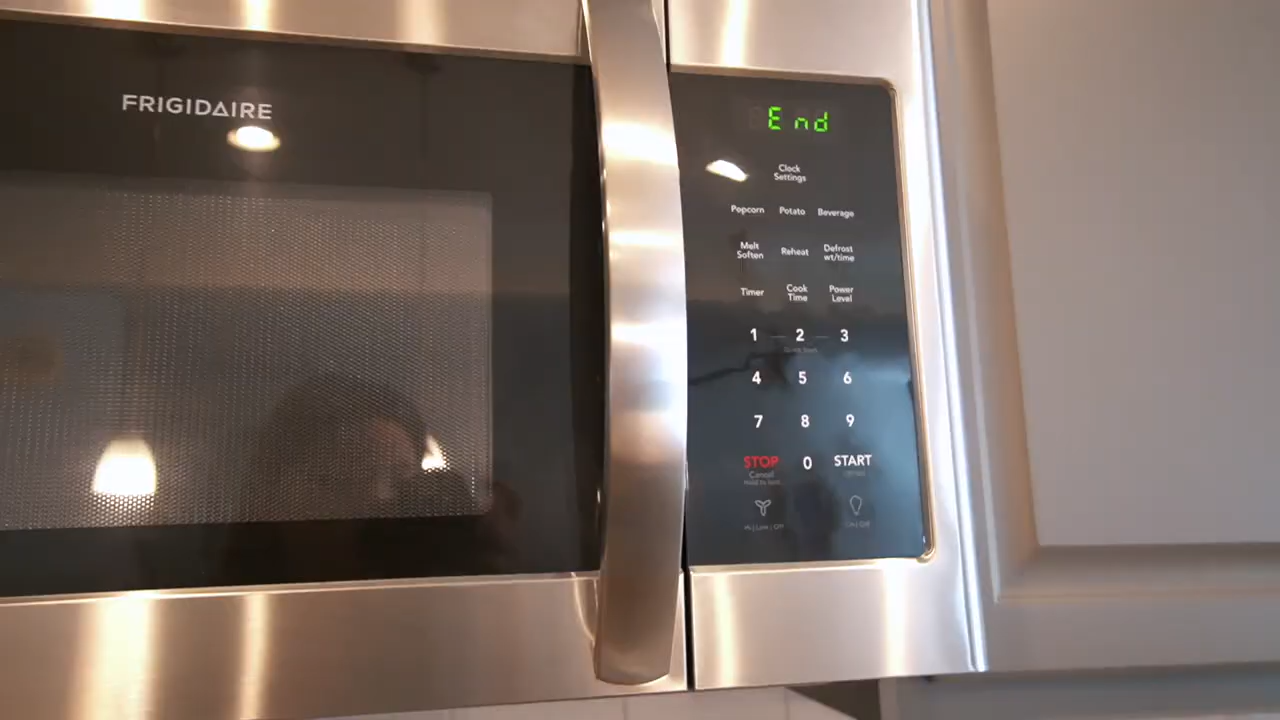 FRIGIDAIRE
End
Clock
Settings
Popcorn Potato Beverage
Melt
Soften
Reheat
Defrost
wt/time
Timer
Cook
Time
Power
Level
1 2 3
4 5 6
7 8 9
STOP 0 START
Cancel